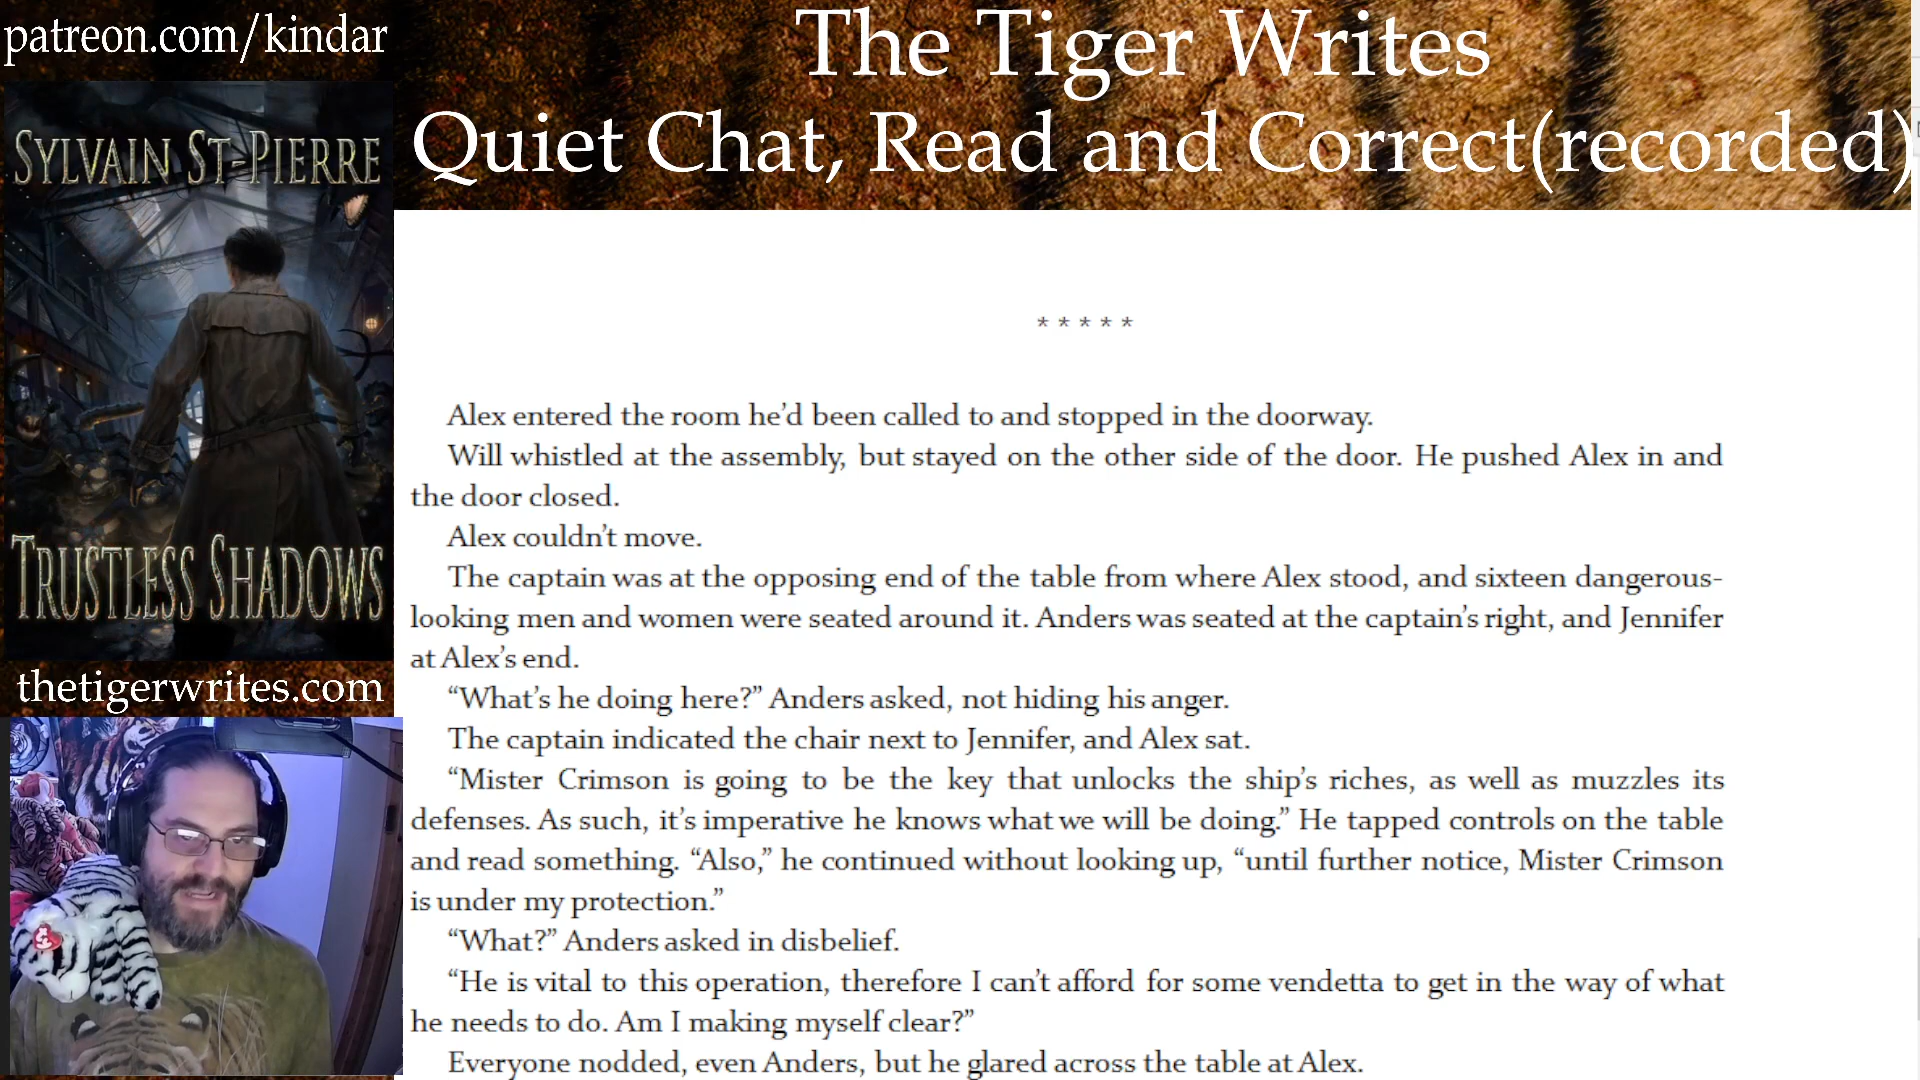 patreon.com/kindar
The Tiger Writes
Quiet Chat, Read and Correct(recorded)
SYLVAIN ST-PIERRE
TRUSTLESS SHADOWS
thetigerwrites.com
* * * * *
Alex entered the room he’d been called to and stopped in the doorway.
Will whistled at the assembly, but stayed on the other side of the door. He pushed Alex in and
the door closed.
Alex couldn’t move.
The captain was at the opposing end of the table from where Alex stood, and sixteen dangerous-
looking men and women were seated around it. Anders was seated at the captain’s right, and Jennifer
at Alex’s end.
“What’s he doing here?” Anders asked, not hiding his anger.
The captain indicated the chair next to Jennifer, and Alex sat.
“Mister Crimson is going to be the key that unlocks the ship’s riches, as well as muzzles its
defenses. As such, it’s imperative he knows what we will be doing.” He tapped controls on the table
and read something. “Also,” he continued without looking up, “until further notice, Mister Crimson
is under my protection.”
“What?” Anders asked in disbelief.
“He is vital to this operation, therefore I can’t afford for some vendetta to get in the way of what
he needs to do. Am I making myself clear?”
Everyone nodded, even Anders, but he glared across the table at Alex.